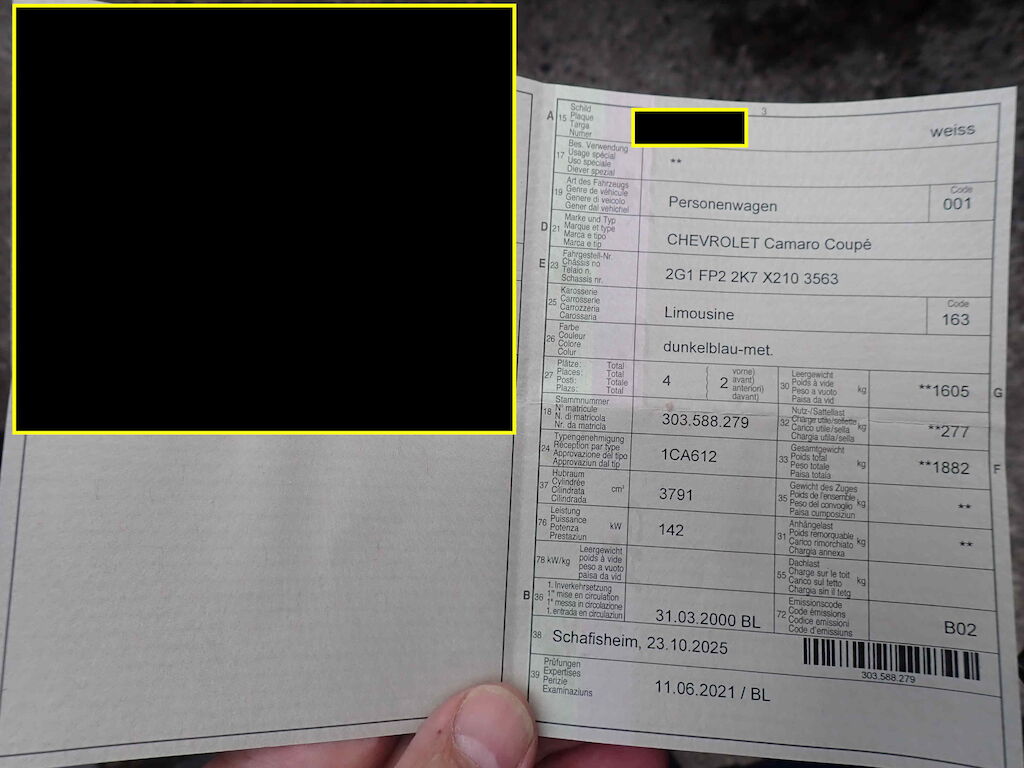 3
A 15 Schild
Plaque
Targa
Numer
weiss
17 Bes. Verwendung
Usage spécial
Uso speciale
Diever spezial
**
19 Art des Fahrzeugs
Genre de véhicule
Genere di veicolo
Gener dal vehichel
Personenwagen
Code
001
D 21 Marke und Typ
Marque et type
Marca e tipo
Marca e tip
CHEVROLET Camaro Coupé
E 23 Fahrgestell-Nr.
Châssis no
Telaio n.
Schassis nr.
2G1 FP2 2K7 X210 3563
25 Karosserie
Carrosserie
Carrozzeria
Carossaria
Limousine
Code
163
26 Farbe
Couleur
Colore
Colur
dunkelblau-met.
27 Plätze: Total
Places: Total
Posti: Totale
Plazs: Total
4 ( 2 vorne)
avant)
anteriori)
davant)
30 Leergewicht
Poids à vide
Peso a vuoto
Paisa da vid
kg
**1605
G
18 Stammnummer
N° matricule
N. di matricola
Nr. da matricla
303.588.279
32 Nutz-/Sattellast
Charge utile/sellette
Carico utile/sella
Chargia utila/sella
kg
**277
24 Typengenehmigung
Réception par type
Approvazione del tipo
Approvaziun dal tip
1CA612
33 Gesamtgewicht
Poids total
Peso totale
Paisa totala
kg
**1882
F
37 Hubraum
Cylindrée
Cilindrata
Cilindrada
cm³
3791
35 Gewicht des Zuges
Poids de l'ensemble
Peso del convoglio
Paisa cumposiziun
kg
**
76 Leistung
Puissance
Potenza
Prestaziun
kW
142
31 Anhängelast
Poids remorquable
Carico rimorchiato
Chargia annexa
kg
**
78 kW/kg Leergewicht
poids à vide
peso a vuoto
paisa da vid
55 Dachlast
Charge sur le toit
Carico sul tetto
Chargia sin il tetg
kg
B 36 1. Inverkehrsetzung
1re mise en circulation
1a messa in circolazione
1. entrada en circulaziun
31.03.2000 BL
72 Emissionscode
Code émissions
Codice emissioni
Code d'emissiuns
B02
38 Schafisheim, 23.10.2025
303.588.279
39 Prüfungen
Expertises
Perizie
Examinaziuns
11.06.2021 / BL